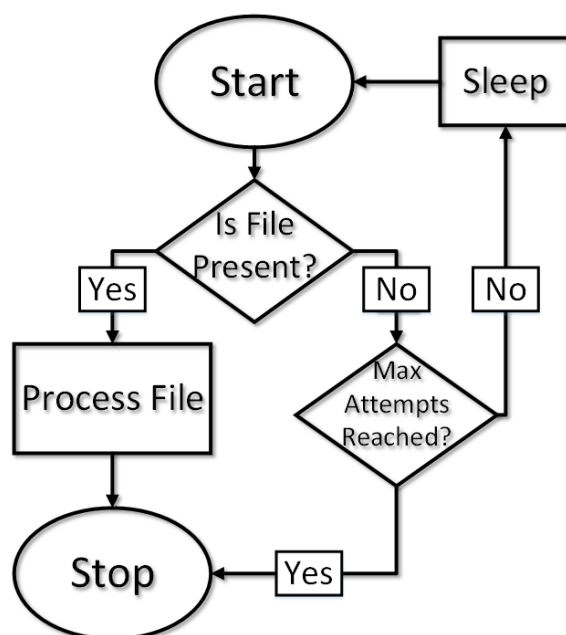 Start
Sleep
Is File
Present?
Yes
No
No
Process File
Max
Attempts
Reached?
Stop
Yes